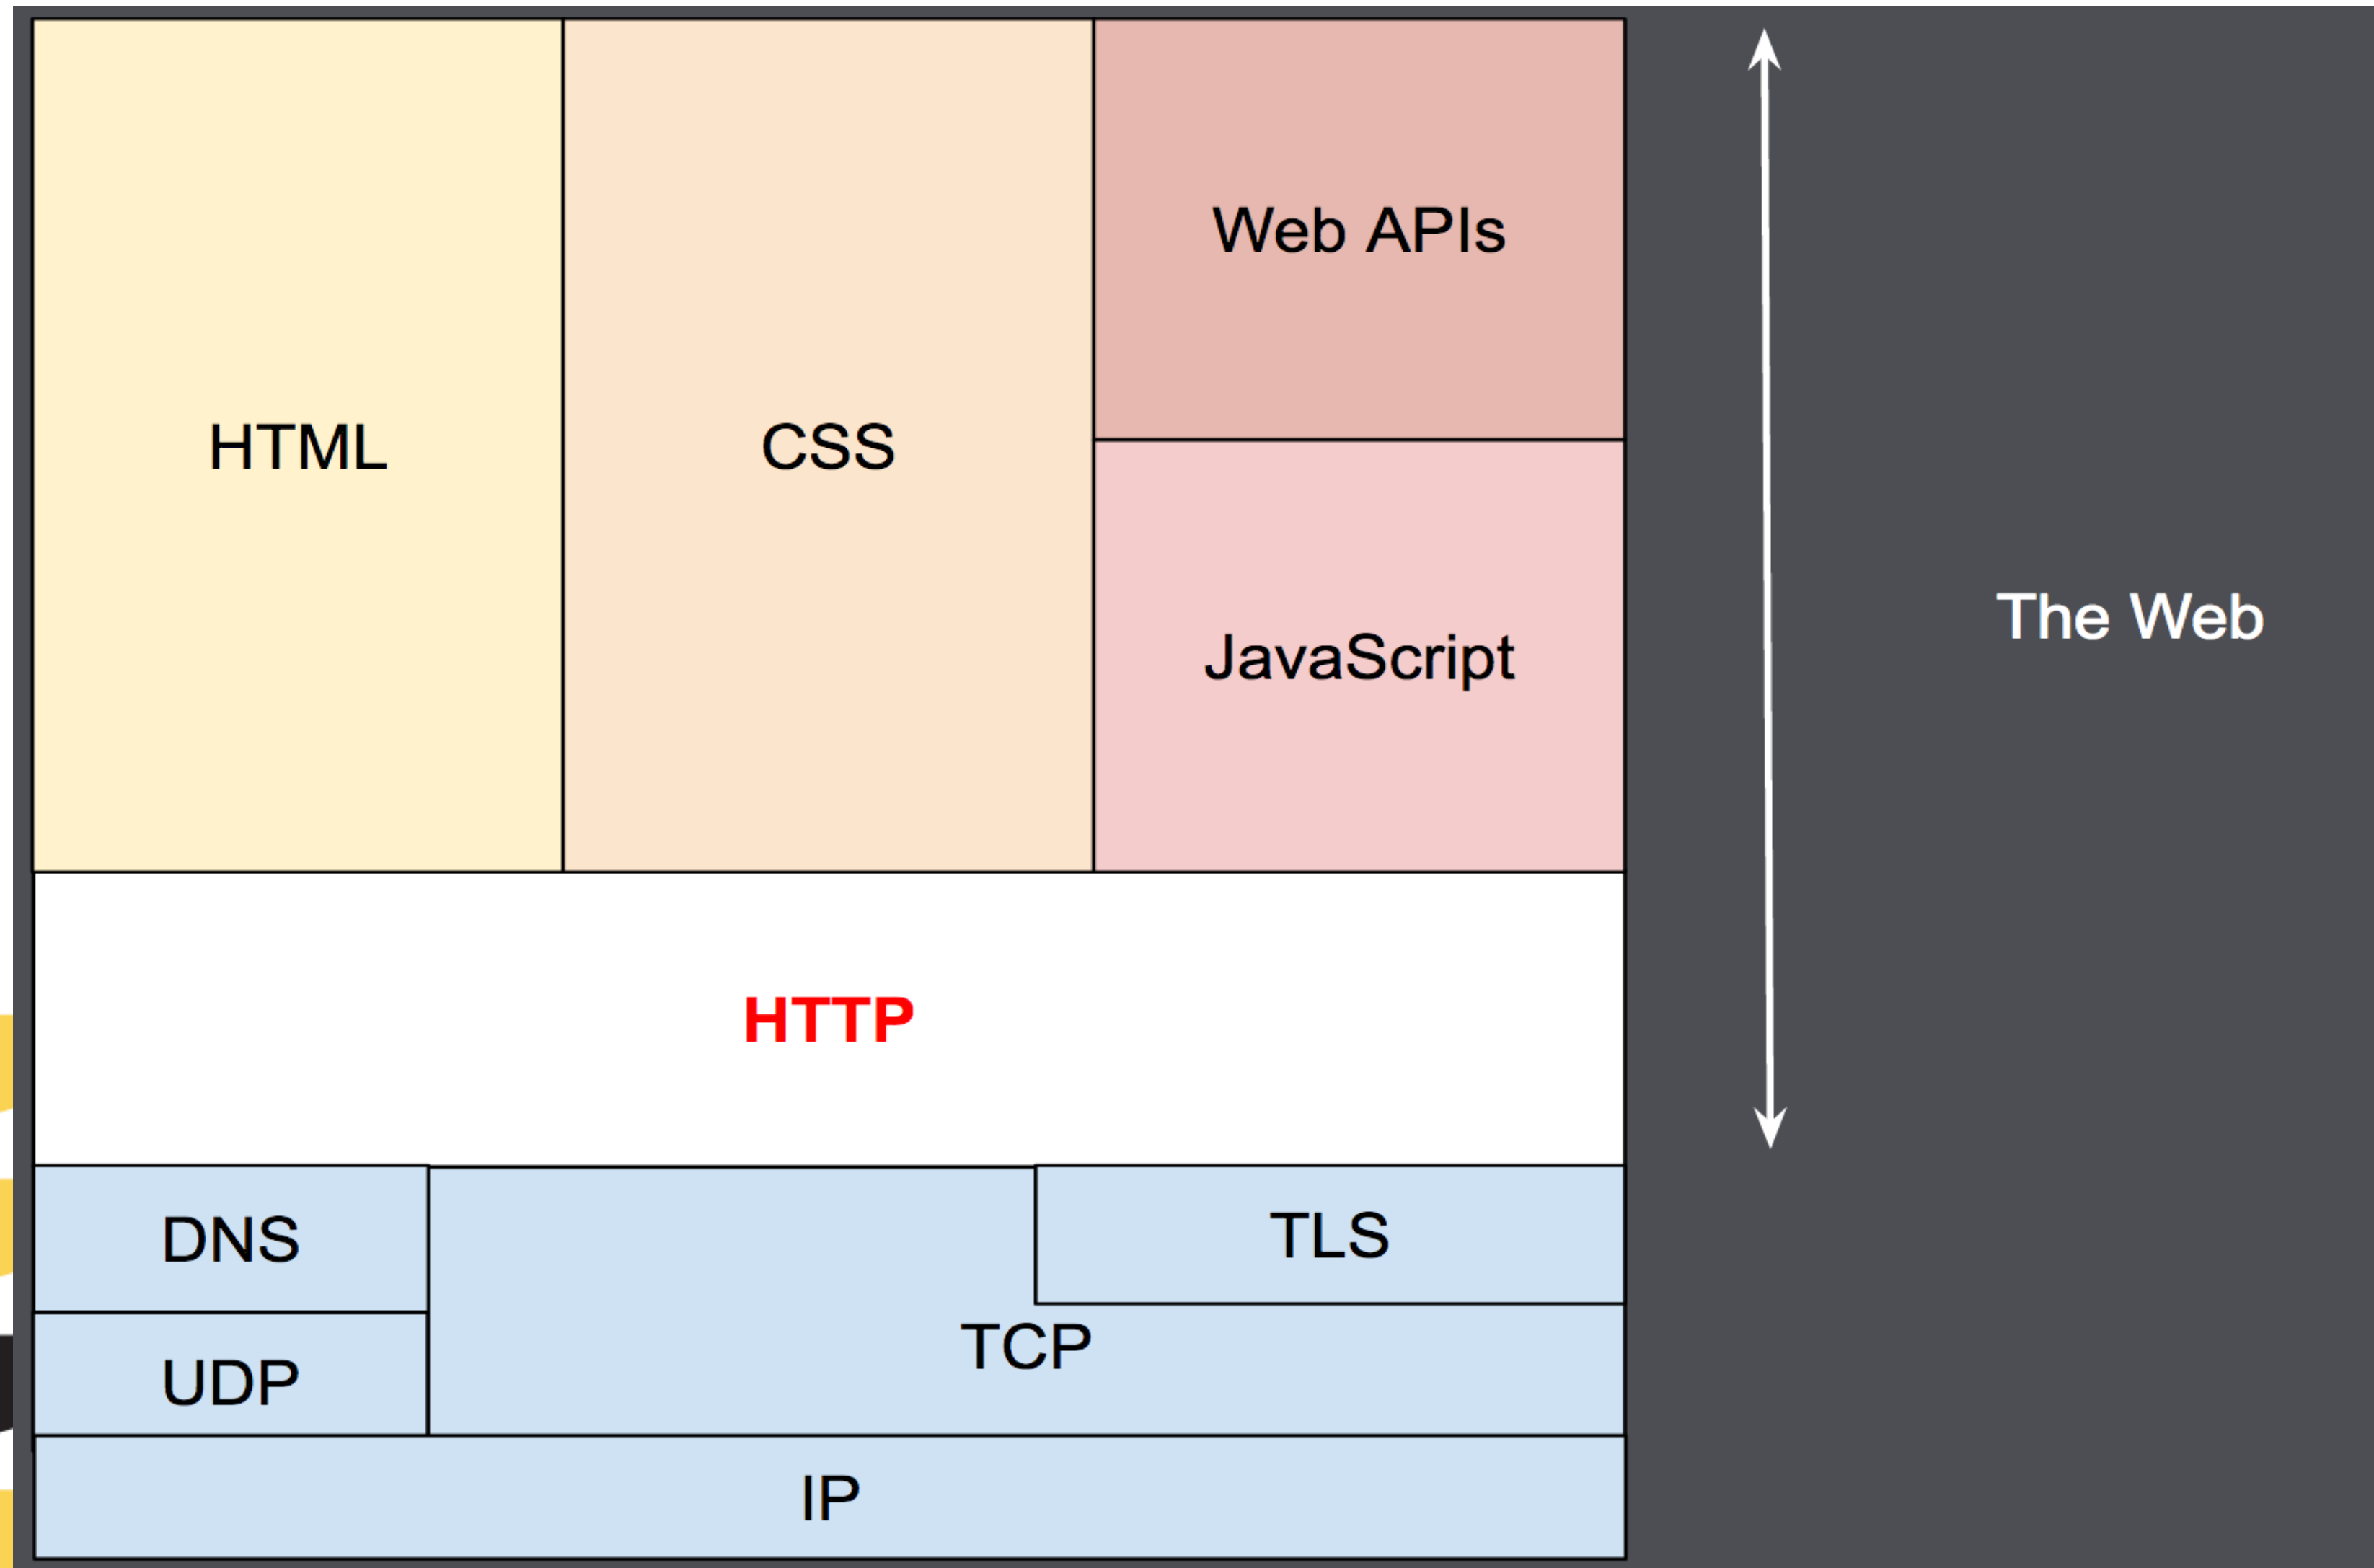 Web APIs
HTML
CSS
JavaScript
The Web
HTTP
DNS
TLS
TCP
UDP
IP